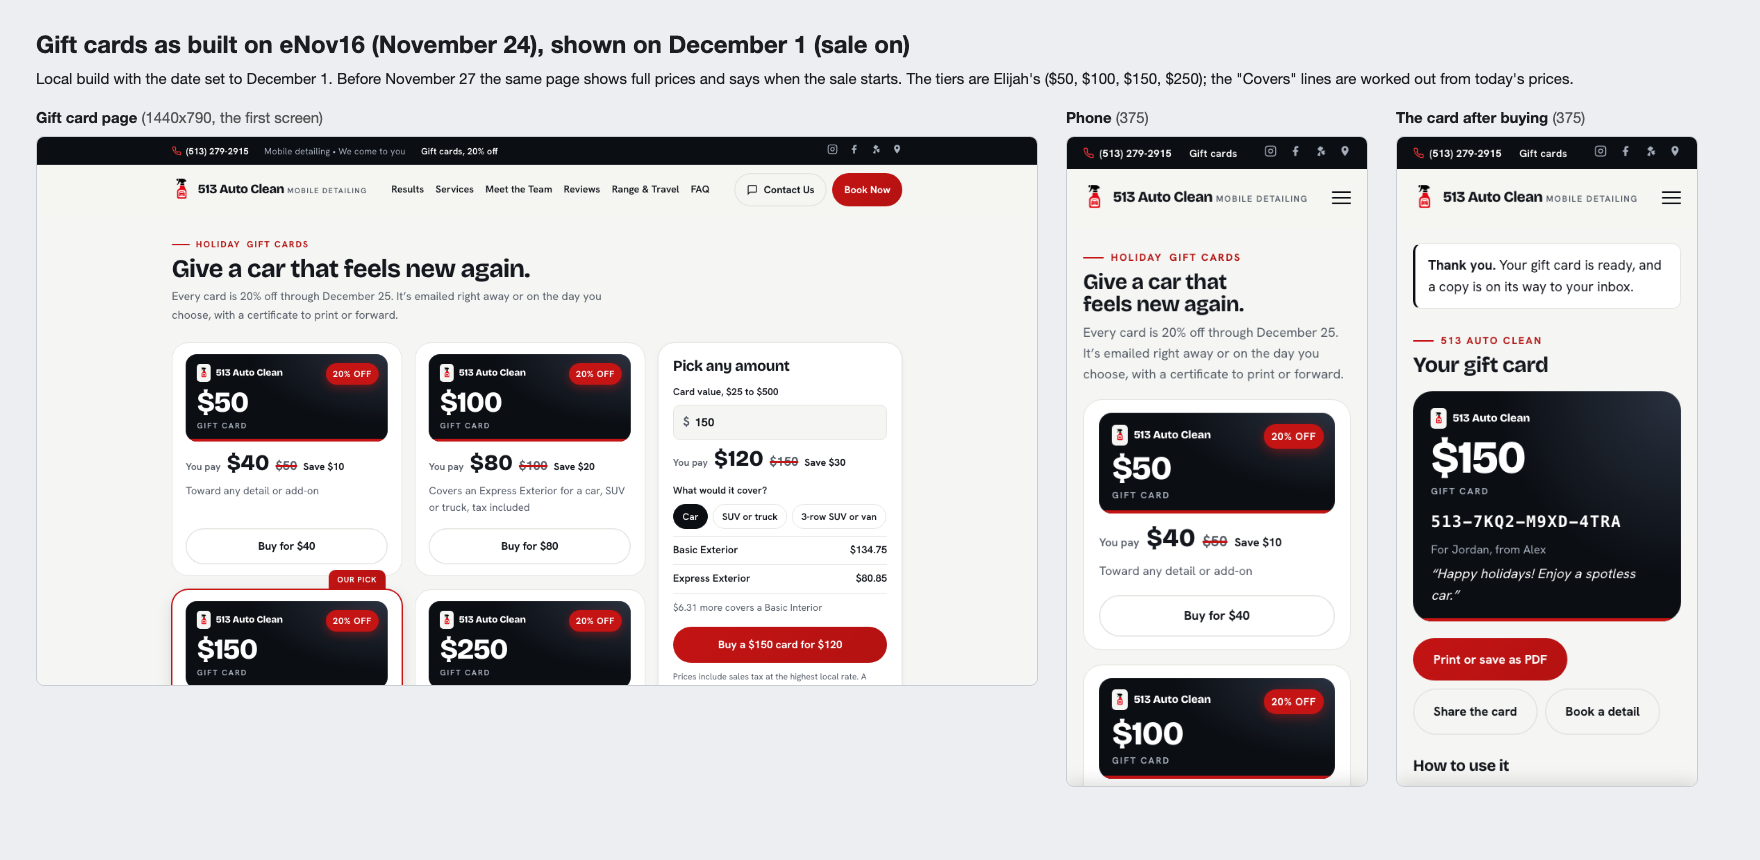 Gift cards as built on eNov16 (November 24), shown on December 1 (sale on)
Local build with the date set to December 1. Before November 27 the same page shows full prices and says when the sale starts. The tiers are Elijah's ($50, $100, $150, $250); the "Covers" lines are worked out from today's prices.
Gift card page (1440x790, the first screen)
(513) 279-2915 Mobile detailing • We come to you Gift cards, 20% off
513 Auto Clean MOBILE DETAILING Results Services Meet the Team Reviews Range & Travel FAQ Contact Us Book Now
HOLIDAY GIFT CARDS
Give a car that feels new again.
Every card is 20% off through December 25. It’s emailed right away or on the day you
choose, with a certificate to print or forward.
513 Auto Clean 20% OFF
$50
GIFT CARD
You pay $40 $50 Save $10
Toward any detail or add-on
Buy for $40
513 Auto Clean 20% OFF
$100
GIFT CARD
You pay $80 $100 Save $20
Covers an Express Exterior for a car, SUV
or truck, tax included
Buy for $80
OUR PICK
513 Auto Clean 20% OFF
$150
GIFT CARD
513 Auto Clean 20% OFF
$250
GIFT CARD
Pick any amount
Card value, $25 to $500
$ 150
You pay $120 $150 Save $30
What would it cover?
Car SUV or truck 3-row SUV or van
Basic Exterior $134.75
Express Exterior $80.85
$6.31 more covers a Basic Interior
Buy a $150 card for $120
Prices include sales tax at the highest local rate. A
Phone (375)
(513) 279-2915 Gift cards
513 Auto Clean MOBILE DETAILING
HOLIDAY GIFT CARDS
Give a car that
feels new again.
Every card is 20% off through December 25.
It’s emailed right away or on the day you
choose, with a certificate to print or forward.
513 Auto Clean 20% OFF
$50
GIFT CARD
You pay $40 $50 Save $10
Toward any detail or add-on
Buy for $40
513 Auto Clean 20% OFF
$100
GIFT CARD
The card after buying (375)
(513) 279-2915 Gift cards
513 Auto Clean MOBILE DETAILING
Thank you. Your gift card is ready, and
a copy is on its way to your inbox.
513 AUTO CLEAN
Your gift card
513 Auto Clean
$150
GIFT CARD
513-7KQ2-M9XD-4TRA
For Jordan, from Alex
“Happy holidays! Enjoy a spotless
car.”
Print or save as PDF
Share the card Book a detail
How to use it